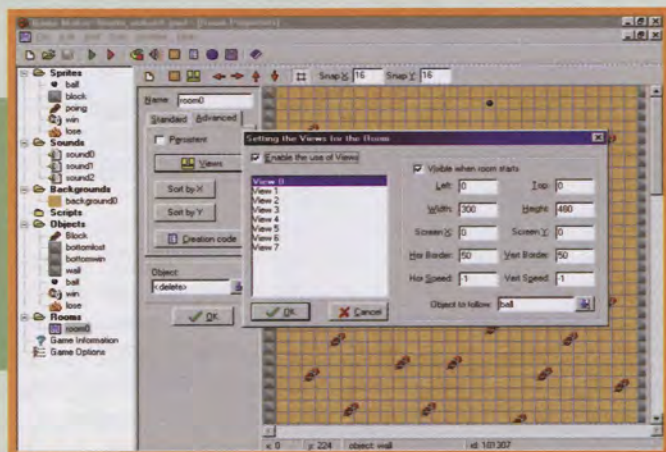 Sprites
ball
block
poing
win
lose
Sounds
sound0
sound1
sound2
Backgrounds
background0
Scripts
Objects
Block
bottomlost
bottomwin
wall
ball
win
lose
Rooms
room0
Game Information
Game Options
Snap X: 16 Snap Y: 16
Name: room0
Standard Advanced
Persistent
Views
Sort by X
Sort by Y
Creation code
Object:
<delete>
OK
Setting the Views for the Room
Enable the use of Views
View 0
View 1
View 2
View 3
View 4
View 5
View 6
View 7
OK Cancel
Visible when room starts
Left: 0 Top: 0
Width: 300 Height: 480
Screen X: 0 Screen Y: 0
Hor Border: 50 Vert Border: 50
Hor Speed: -1 Vert Speed: -1
Object to follow: ball
x: 0 y: 224 object: wall id: 101207